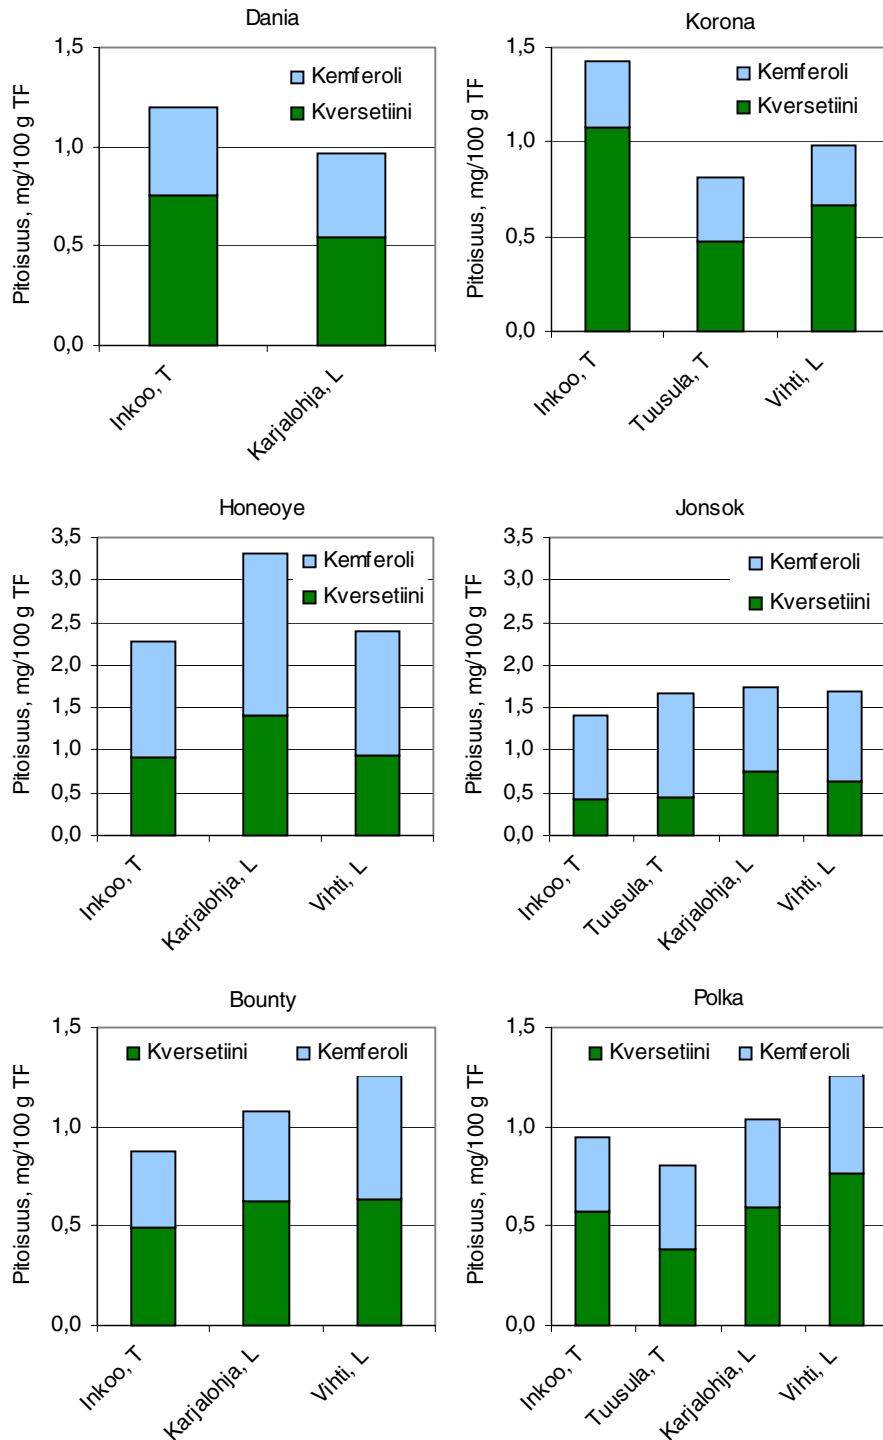 Dania
Pitoisuus, mg/100 g TF
1,5
1,0
0,5
0,0
Kemferoli
Kversetiini
Inkoo, T
Karjalohja, L
Korona
Pitoisuus, mg/100 g TF
1,5
1,0
0,5
0,0
Kemferoli
Kversetiini
Inkoo, T
Tuusula, T
Vihti, L
Honeoye
Pitoisuus, mg/100 g TF
3,5
3,0
2,5
2,0
1,5
1,0
0,5
0,0
Kemferoli
Kversetiini
Inkoo, T
Karjalohja, L
Vihti, L
Jonsok
Pitoisuus, mg/100 g TF
3,5
3,0
2,5
2,0
1,5
1,0
0,5
0,0
Kemferoli
Kversetiini
Inkoo, T
Tuusula, T
Karjalohja, L
Vihti, L
Bounty
Pitoisuus, mg/100 g TF
1,5
1,0
0,5
0,0
Kversetiini Kemferoli
Inkoo, T
Karjalohja, L
Vihti, L
Polka
Pitoisuus, mg/100 g TF
1,5
1,0
0,5
0,0
Kversetiini Kemferoli
Inkoo, T
Tuusula, T
Karjalohja, L
Vihti, L